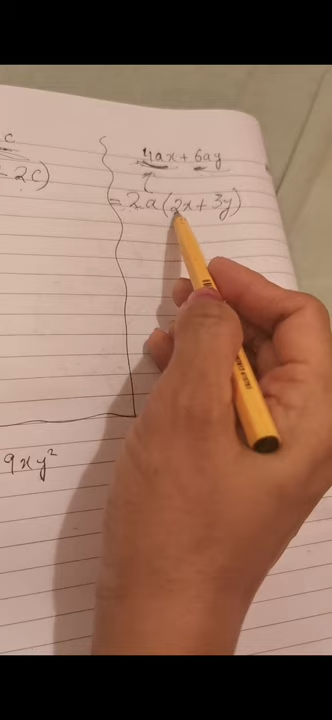 c
2c)
4ax + 6ay
= 2a(2x + 3y)
9xy²